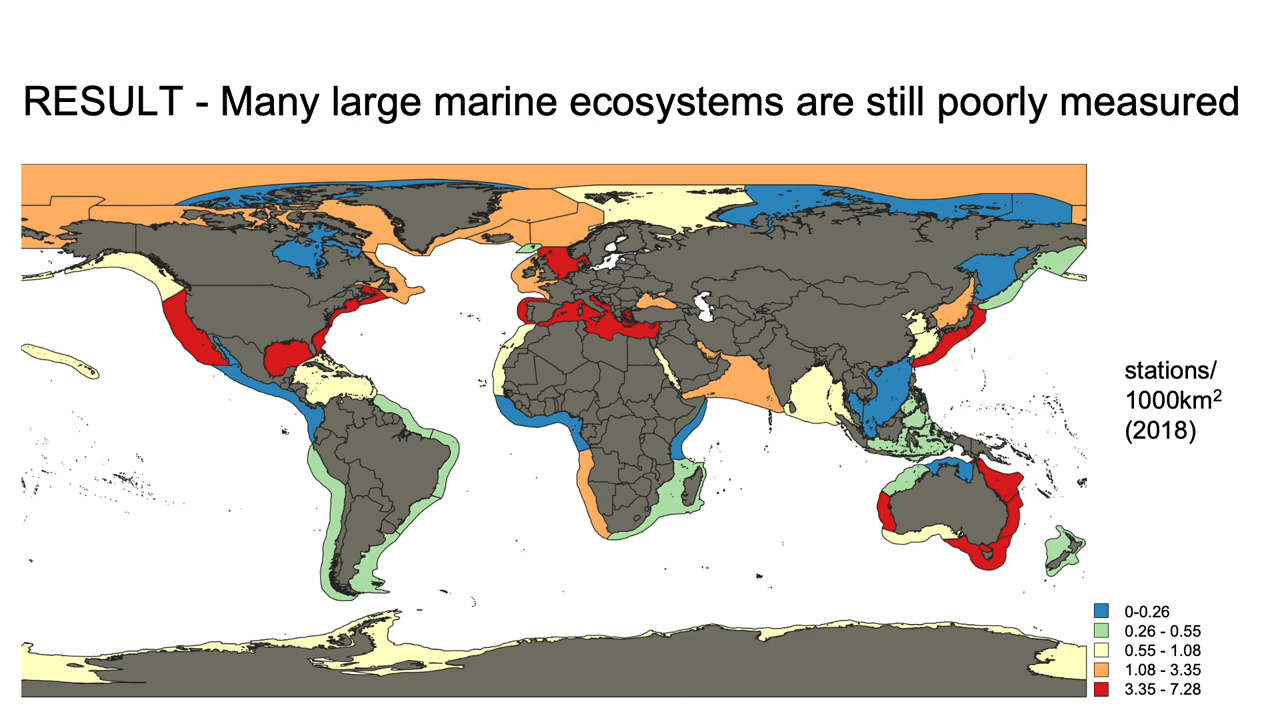 RESULT - Many large marine ecosystems are still poorly measured
stations/
1000km²
(2018)
0-0.26
0.26 - 0.55
0.55 - 1.08
1.08 - 3.35
3.35 - 7.28